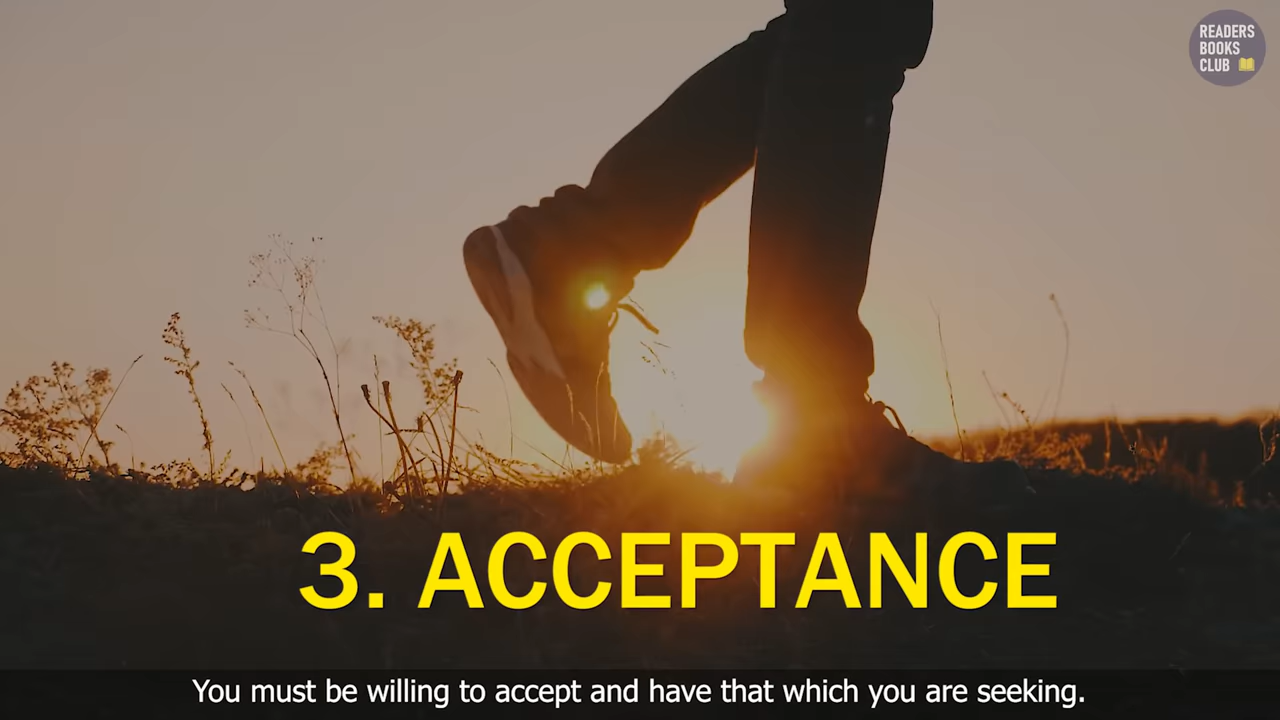 READERS
BOOKS
CLUB
3. ACCEPTANCE
You must be willing to accept and have that which you are seeking.